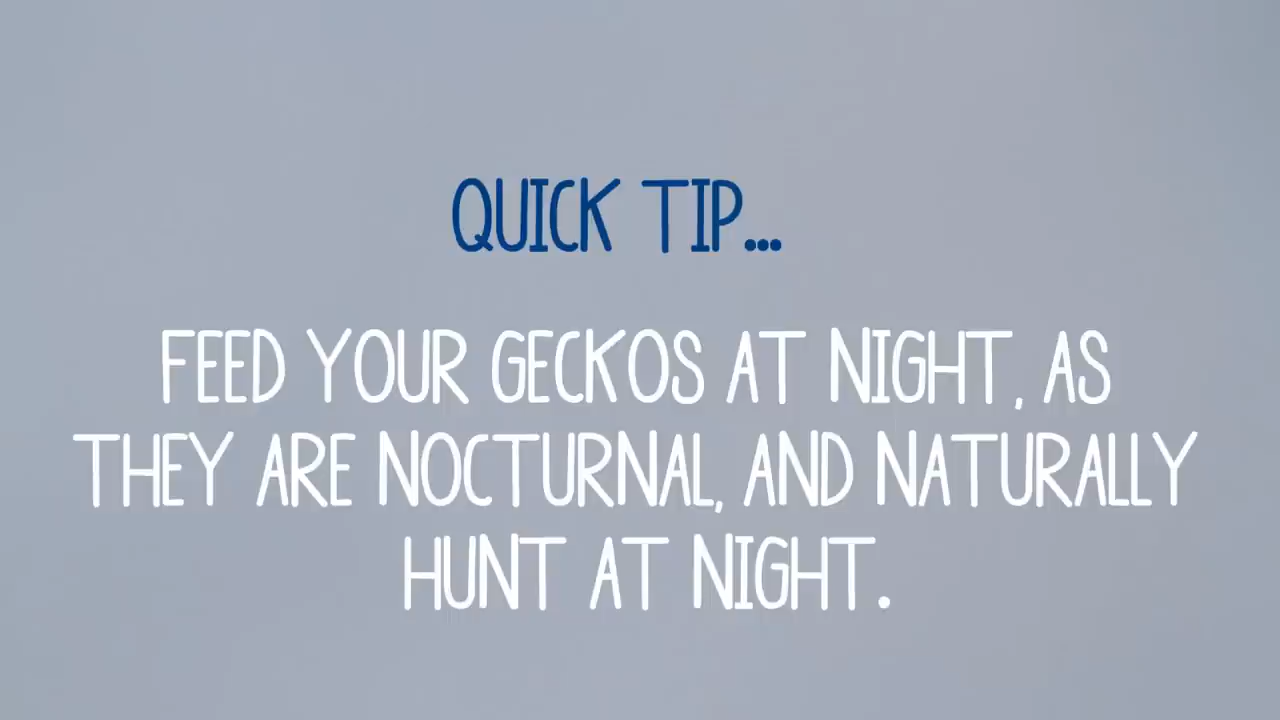 QUICK TIP...
FEED YOUR GECKOS AT NIGHT, AS
THEY ARE NOCTURNAL, AND NATURALLY
HUNT AT NIGHT.